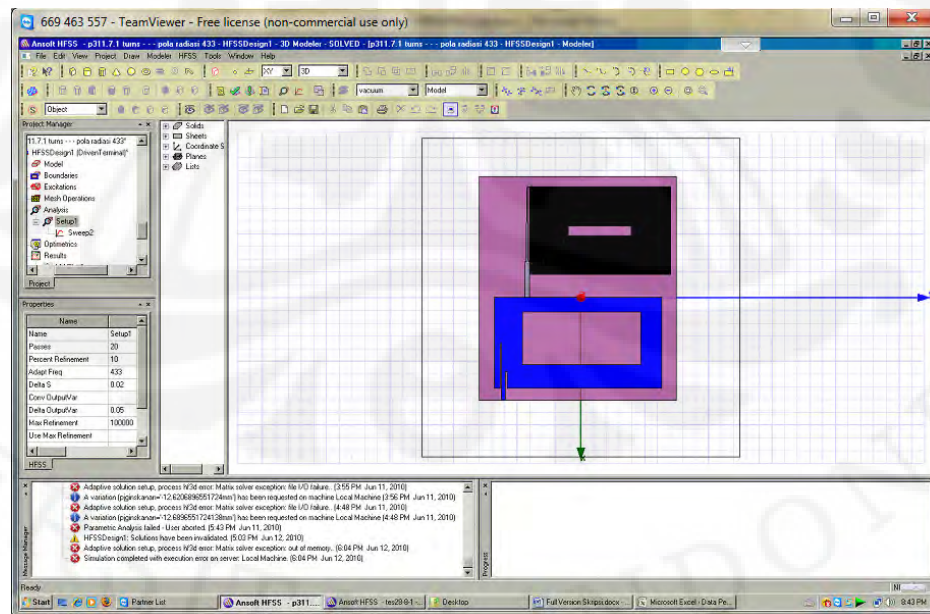 669 463 557 - TeamViewer - Free license (non-commercial use only)
Ansoft HFSS - p311.7.1 turns - - - pola radiasi 433 - HFSSDesign1 - 3D Modeler - SOLVED - [p311.7.1 turns - - - pola radiasi 433 - HFSSDesign1 - Modeler]
File Edit View Project Draw Modeler HFSS Tools Window Help
XY
3D
vacuum
Model
Object
Project Manager
11.7.1 turns - - - pola radiasi 433*
HFSSDesign1 (DrivenTerminal)*
Model
Boundaries
Excitations
Mesh Operations
Analysis
Setup1
Sweep2
Optimetrics
Results
Project
Solids
Sheets
Coordinate S
Planes
Lists
Properties
Name
Name Setup1
Passes 20
Percent Refinement 10
Adapt Freq 433
Delta S 0.02
Conv OutputVar
Delta OutputVar 0.05
Max Refinement 100000
Use Max Refinement
HFSS
Message Manager
Adaptive solution setup, process hf3d error: Matrix solver exception: file I/O failure.. (3:55 PM Jun 11, 2010)
A variation (pjginskanan='-12.6206896551724mm') has been requested on machine Local Machine (3:56 PM Jun 11, 2010)
Adaptive solution setup, process hf3d error: Matrix solver exception: file I/O failure.. (4:48 PM Jun 11, 2010)
A variation (pjginskanan='-12.6896551724138mm') has been requested on machine Local Machine (4:48 PM Jun 11, 2010)
Parametric Analysis failed - User aborted. (5:43 PM Jun 11, 2010)
HFSSDesign1: Solutions have been invalidated. (5:03 PM Jun 12, 2010)
Adaptive solution setup, process hf3d error: Matrix solver exception: out of memory.. (6:04 PM Jun 12, 2010)
Simulation completed with execution error on server: Local Machine. (6:04 PM Jun 12, 2010)
Progress
Ready
Start
Partner List
Ansoft HFSS - p311....
Ansoft HFSS - tes28-8-1 -
Desktop
Full Version Skripsi.docx - ...
Microsoft Excel - Data Pe...
8:43 PM